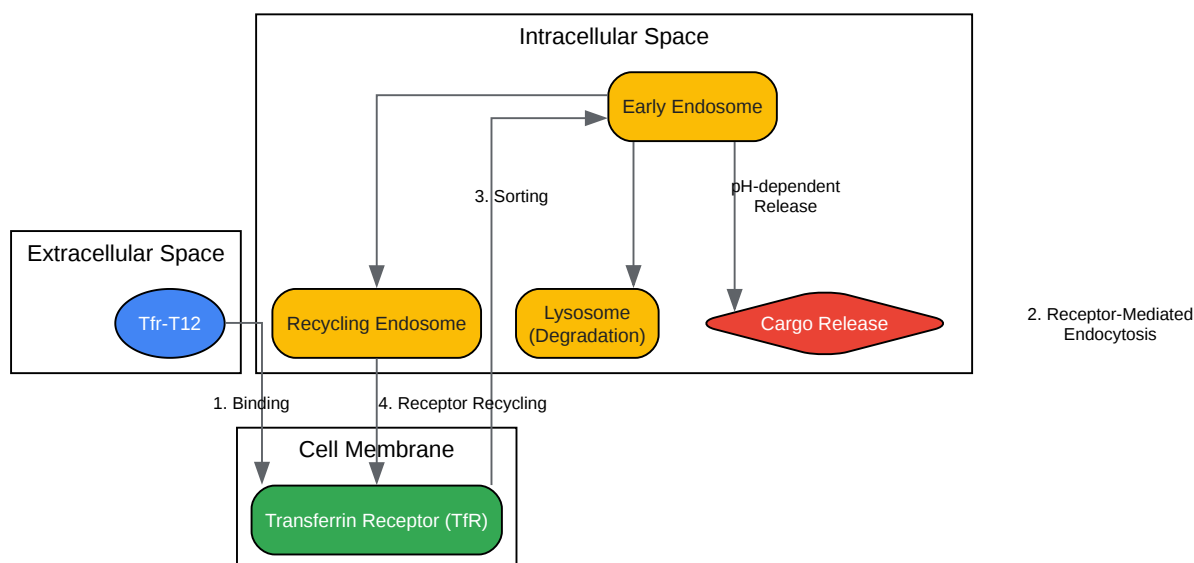 Intracellular Space
Early Endosome
3. Sorting
pH-dependent
Release
Extracellular Space
Tfr-T12
Recycling Endosome
Lysosome
(Degradation)
Cargo Release
2. Receptor-Mediated
Endocytosis
1. Binding
4. Receptor Recycling
Cell Membrane
Transferrin Receptor (TfR)